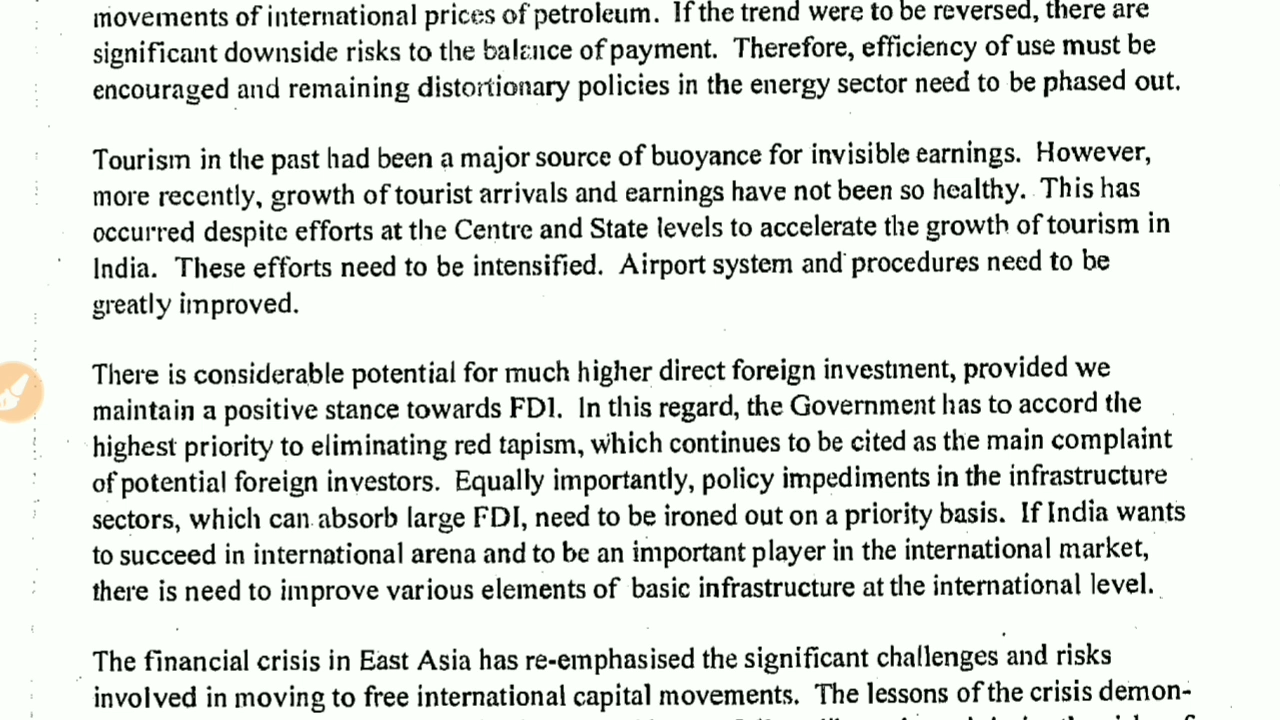 movements of international prices of petroleum. If the trend were to be reversed, there are
significant downside risks to the balance of payment. Therefore, efficiency of use must be
encouraged and remaining distortionary policies in the energy sector need to be phased out.
Tourism in the past had been a major source of buoyance for invisible earnings. However,
more recently, growth of tourist arrivals and earnings have not been so healthy. This has
occurred despite efforts at the Centre and State levels to accelerate the growth of tourism in
India. These efforts need to be intensified. Airport system and procedures need to be
greatly improved.
There is considerable potential for much higher direct foreign investment, provided we
maintain a positive stance towards FDI. In this regard, the Government has to accord the
highest priority to eliminating red tapism, which continues to be cited as the main complaint
of potential foreign investors. Equally importantly, policy impediments in the infrastructure
sectors, which can absorb large FDI, need to be ironed out on a priority basis. If India wants
to succeed in international arena and to be an important player in the international market,
there is need to improve various elements of basic infrastructure at the international level.
The financial crisis in East Asia has re-emphasised the significant challenges and risks
involved in moving to free international capital movements. The lessons of the crisis demon-